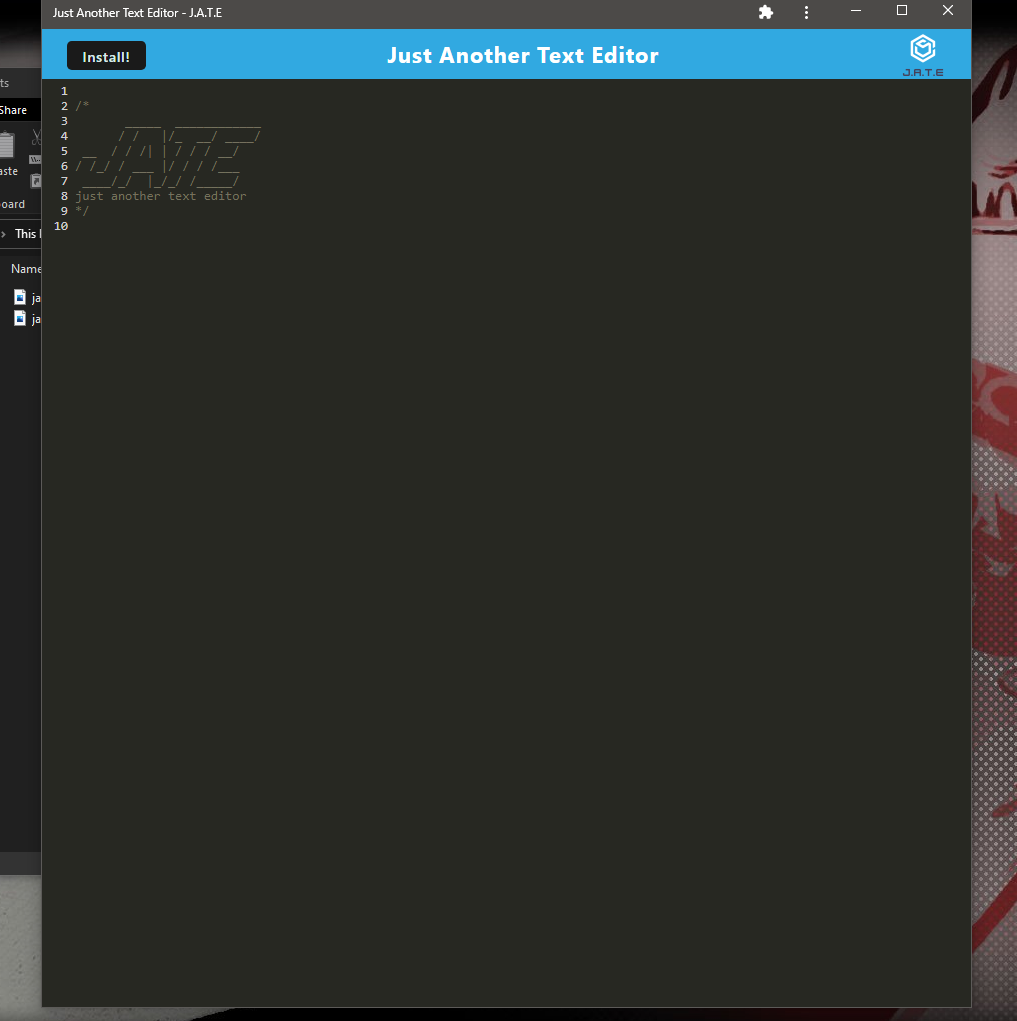 Just Another Text Editor - J.A.T.E
Install!
Just Another Text Editor
J.A.T.E
ts
Share
aste
oard
This
Name
ja
ja
1
2 /*
3        _____  ____________
4       / /   |/_  __/ ____/
5  __  / / /| | / / / __/
6 / /_/ / ___ |/ / / /___
7  ____/_/  |_/_/ /_____/
8 just another text editor
9 */
10